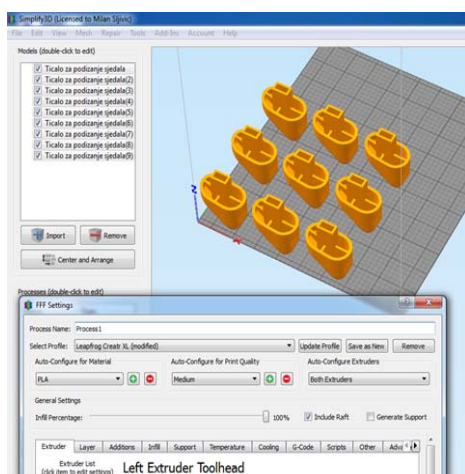 Simplify3D (Licensed to Milan Sljivic)
File Edit View Mesh Repair Tools Add-Ins Account Help
Models (double-click to edit)
Ticalo za podizanje sjedala
Ticalo za podizanje sjedala(2)
Ticalo za podizanje sjedala(3)
Ticalo za podizanje sjedala(4)
Ticalo za podizanje sjedala(5)
Ticalo za podizanje sjedala(6)
Ticalo za podizanje sjedala(7)
Ticalo za podizanje sjedala(8)
Ticalo za podizanje sjedala(9)
Import Remove
Center and Arrange
Processes (double-click to edit)
FFF Settings
Process Name: Process1
Select Profile: Leapfrog Creatr XL (modified) Update Profile Save as New Remove
Auto-Configure for Material Auto-Configure for Print Quality Auto-Configure Extruders
PLA Medium Both Extruders
General Settings
Infill Percentage: 100% Include Raft Generate Support
Extruder Layer Additions Infill Support Temperature Cooling G-Code Scripts Other
Extruder List
(click item to edit settings) Left Extruder Toolhead